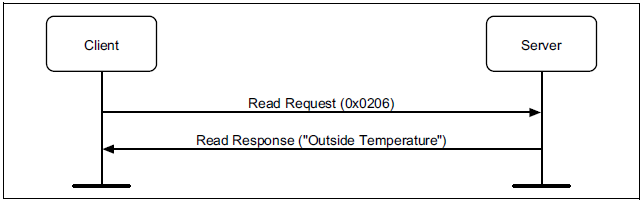 Client
Server
Read Request (0x0206)
Read Response ("Outside Temperature")